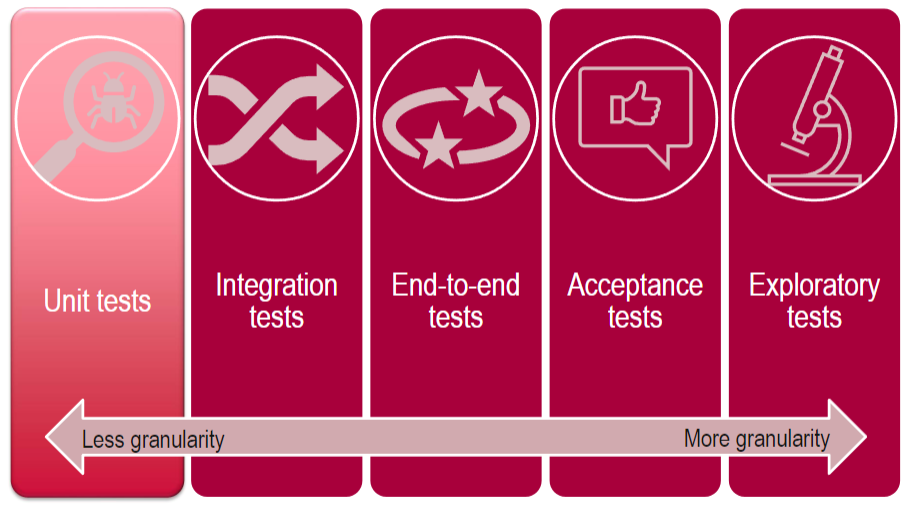 Unit tests
Integration
tests
End-to-end
tests
Acceptance
tests
Exploratory
tests
Less granularity
More granularity